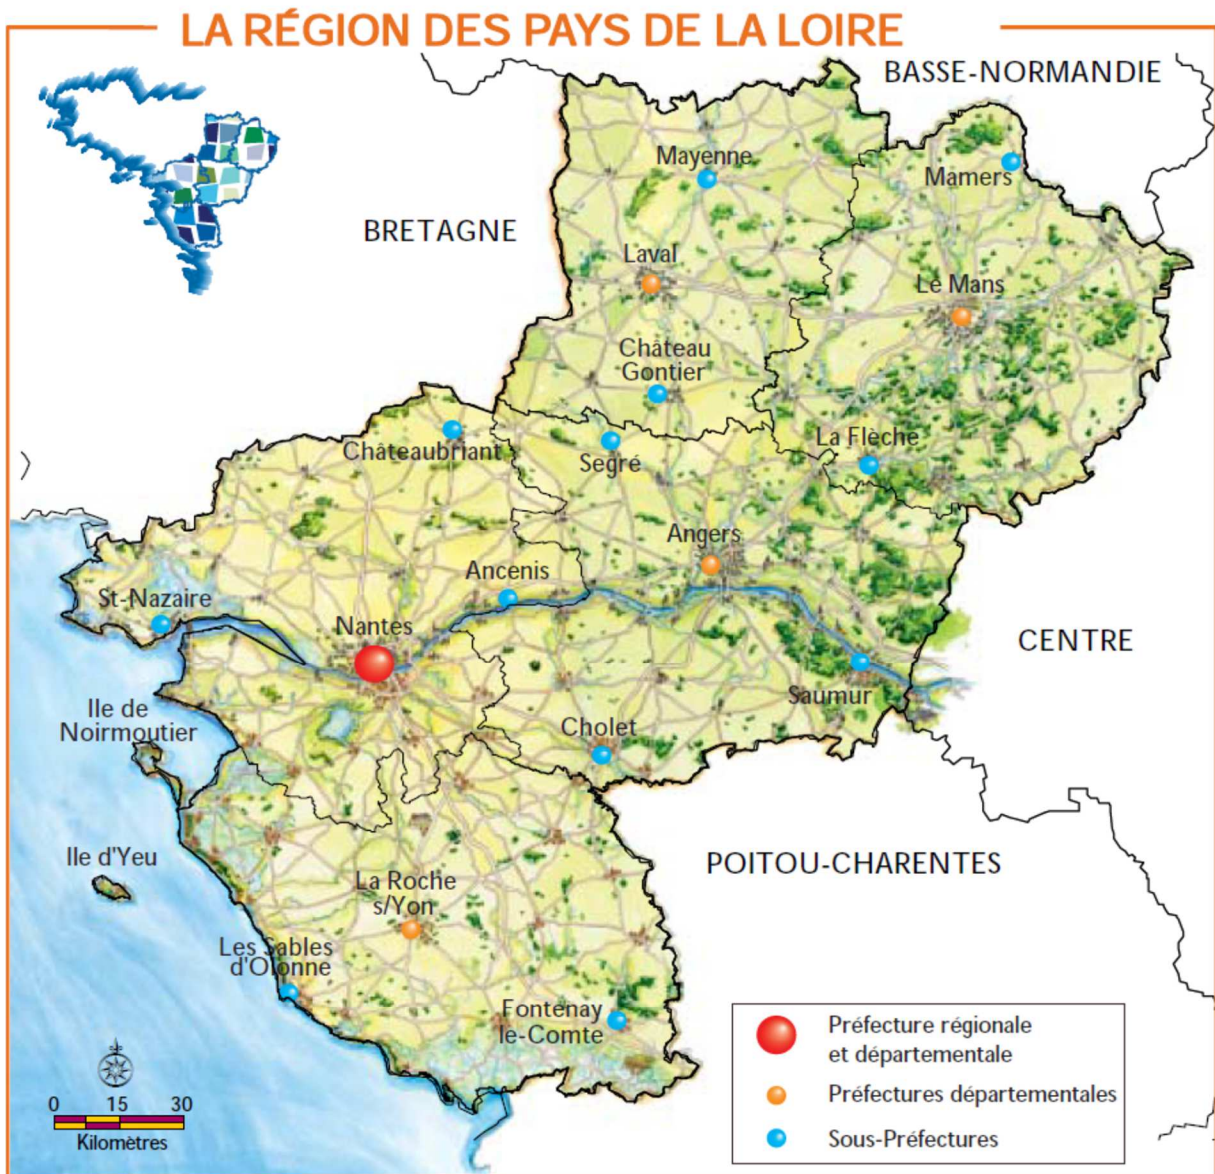 LA RÉGION DES PAYS DE LA LOIRE
BASSE-NORMANDIE
Mayenne
Mamers
BRETAGNE
Laval
Le Mans
Château
Gontier
La Flèche
Châteaubriant
Segré
Angers
Ancenis
St-Nazaire
Nantes
CENTRE
Saumur
Ile de
Noirmoutier
Cholet
Ile d'Yeu
POITOU-CHARENTES
La Roche
s/Yon
Les Sables
d'Olonne
Fontenay
le-Comte
Préfecture régionale
et départementale
Préfectures départementales
Sous-Préfectures
0 15 30
Kilomètres